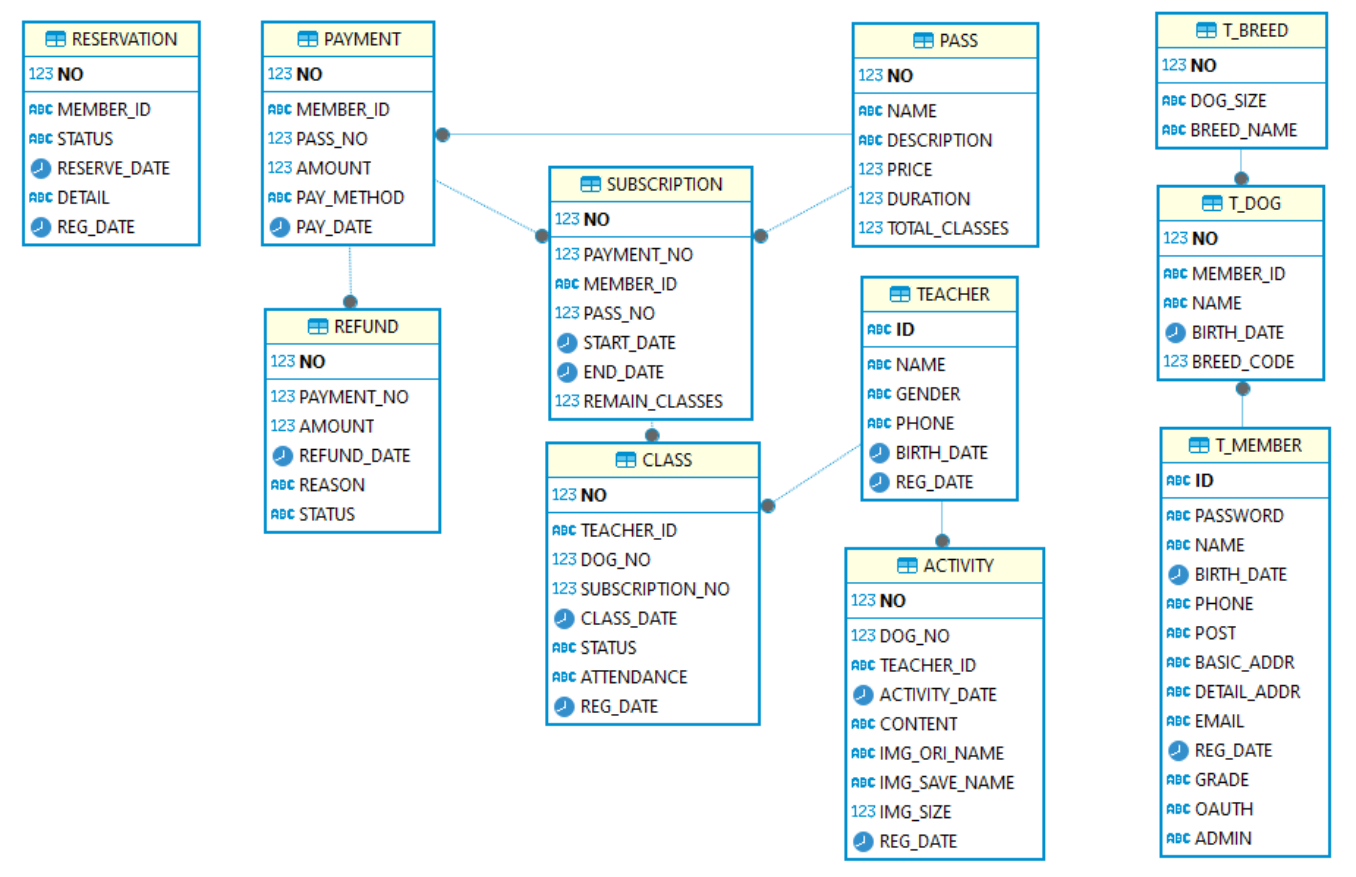 RESERVATION
123 NO
ABC MEMBER_ID
ABC STATUS
RESERVE_DATE
ABC DETAIL
REG_DATE
PAYMENT
123 NO
ABC MEMBER_ID
123 PASS_NO
123 AMOUNT
ABC PAY_METHOD
PAY_DATE
REFUND
123 NO
123 PAYMENT_NO
123 AMOUNT
REFUND_DATE
ABC REASON
ABC STATUS
SUBSCRIPTION
123 NO
123 PAYMENT_NO
ABC MEMBER_ID
123 PASS_NO
START_DATE
END_DATE
123 REMAIN_CLASSES
CLASS
123 NO
ABC TEACHER_ID
123 DOG_NO
123 SUBSCRIPTION_NO
CLASS_DATE
ABC STATUS
ABC ATTENDANCE
REG_DATE
PASS
123 NO
ABC NAME
ABC DESCRIPTION
123 PRICE
123 DURATION
123 TOTAL_CLASSES
TEACHER
ABC ID
ABC NAME
ABC GENDER
ABC PHONE
BIRTH_DATE
REG_DATE
ACTIVITY
123 NO
123 DOG_NO
ABC TEACHER_ID
ACTIVITY_DATE
ABC CONTENT
ABC IMG_ORI_NAME
ABC IMG_SAVE_NAME
123 IMG_SIZE
REG_DATE
T_BREED
123 NO
ABC DOG_SIZE
ABC BREED_NAME
T_DOG
123 NO
ABC MEMBER_ID
ABC NAME
BIRTH_DATE
123 BREED_CODE
T_MEMBER
ABC ID
ABC PASSWORD
ABC NAME
BIRTH_DATE
ABC PHONE
ABC POST
ABC BASIC_ADDR
ABC DETAIL_ADDR
ABC EMAIL
REG_DATE
ABC GRADE
ABC OAUTH
ABC ADMIN